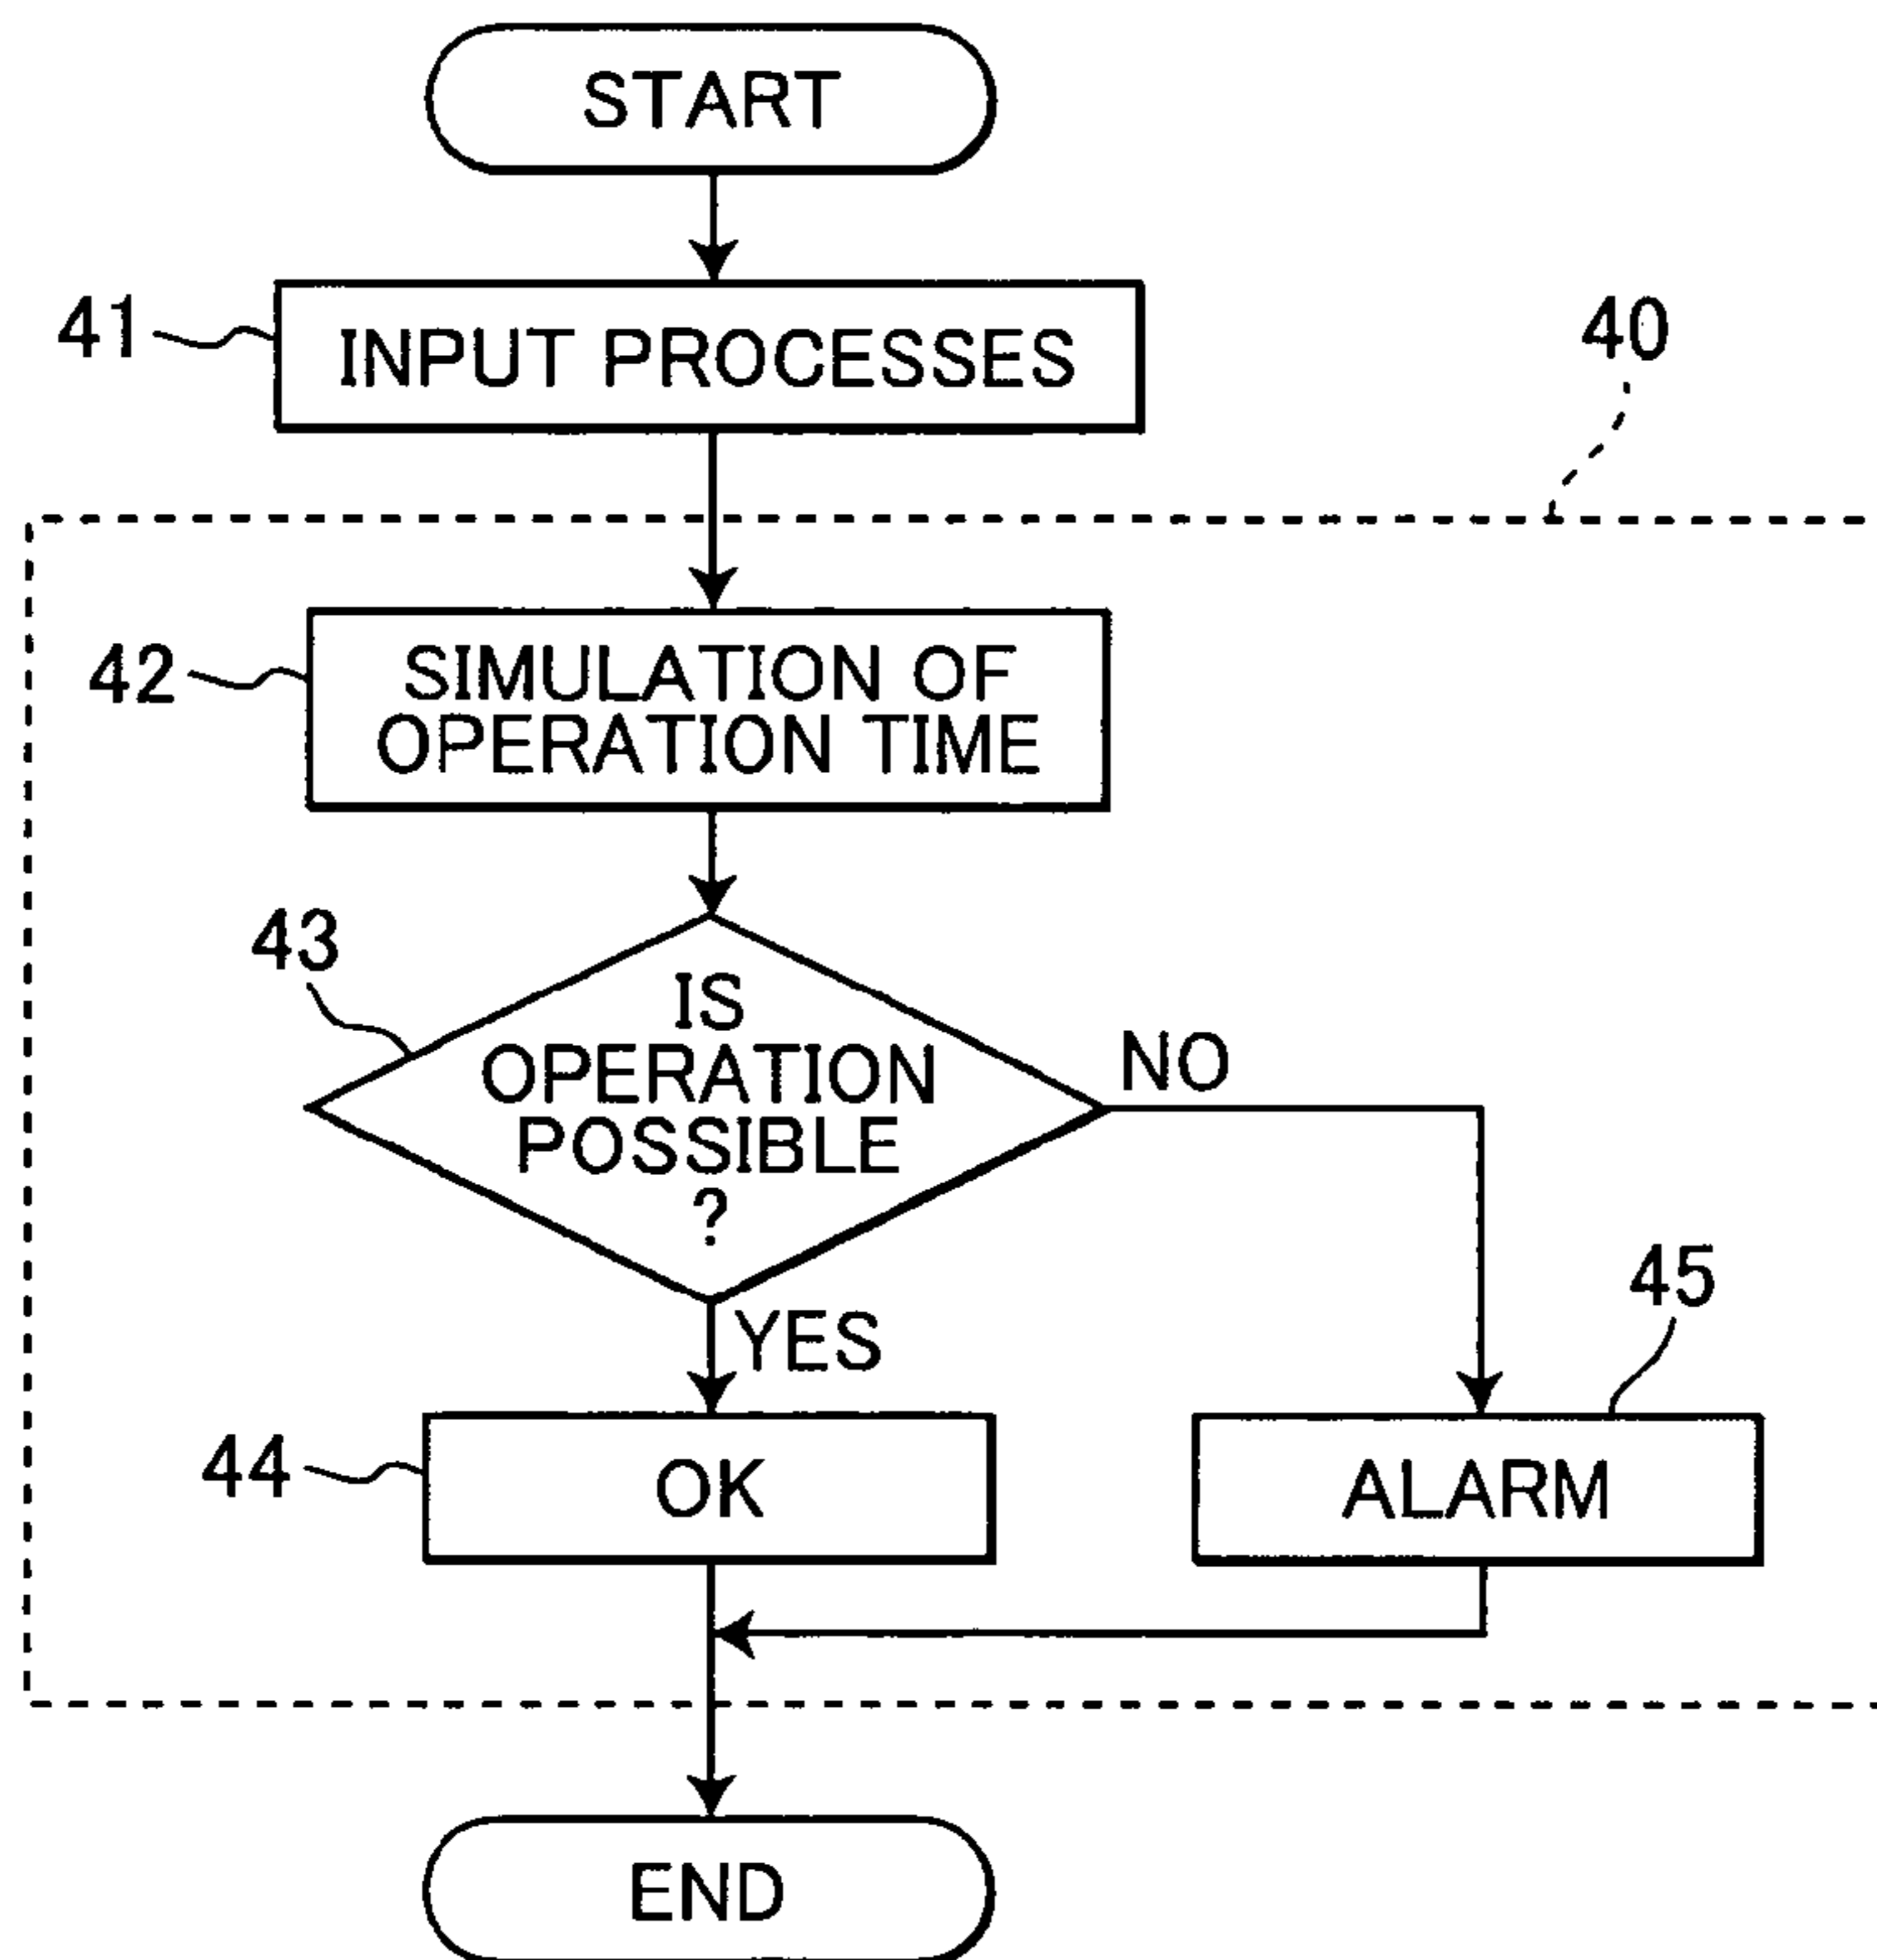 START
41
INPUT PROCESSES
40
42
SIMULATION OF
OPERATION TIME
43
IS
OPERATION
POSSIBLE
?
NO
YES
45
44
OK
ALARM
END